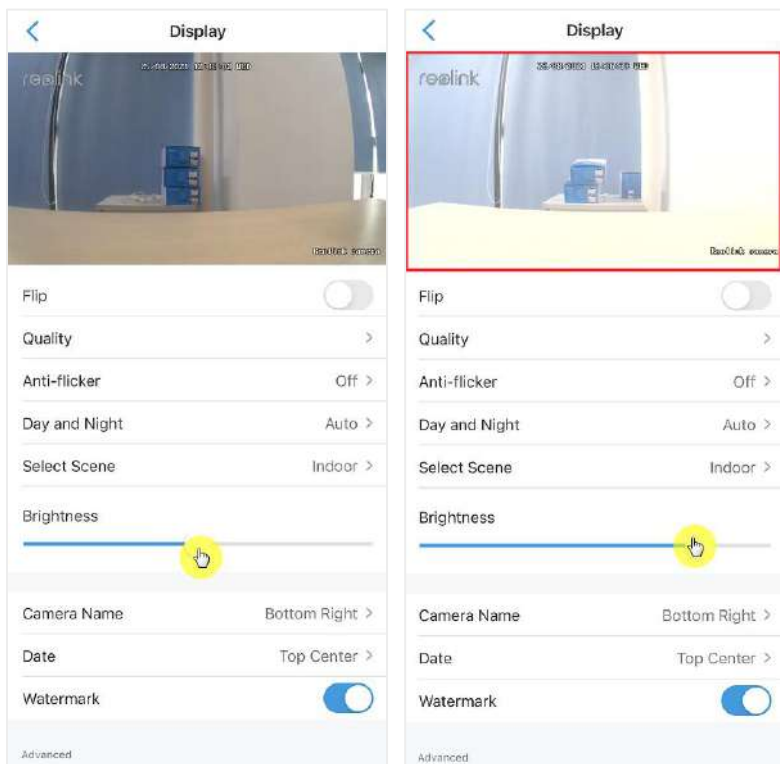 Display
reolink
Flip
Quality
Anti-flicker Off
Day and Night Auto
Select Scene Indoor
Brightness
Camera Name Bottom Right
Date Top Center
Watermark
Advanced
Display
reolink
Flip
Quality
Anti-flicker Off
Day and Night Auto
Select Scene Indoor
Brightness
Camera Name Bottom Right
Date Top Center
Watermark
Advanced